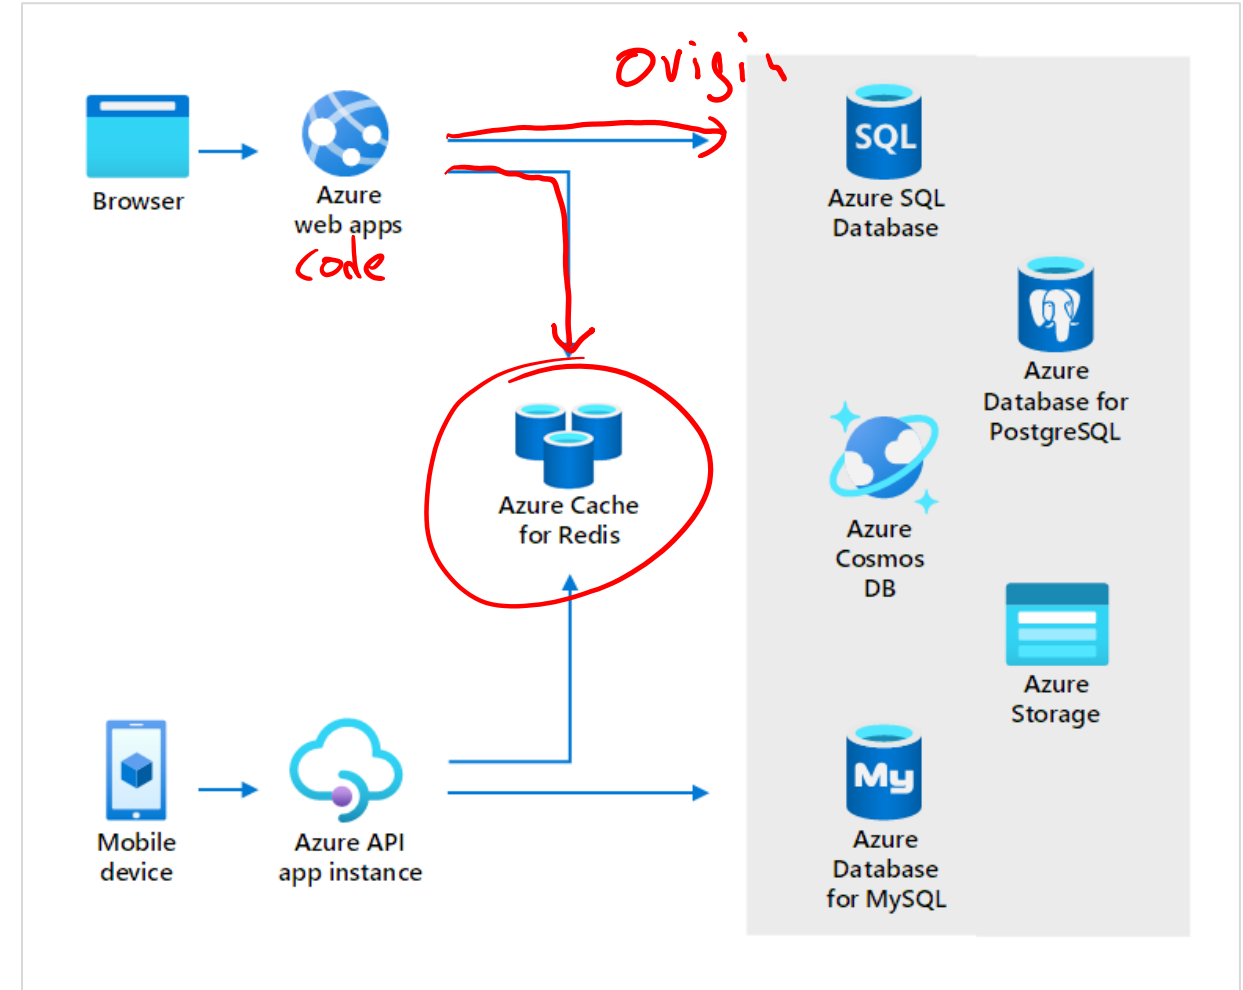 Origin
SQL
Browser
Azure
web apps
code
Azure SQL
Database
Azure
Database for
PostgreSQL
Azure Cache
for Redis
Azure
Cosmos
DB
Azure
Storage
My
Mobile
device
Azure API
app instance
Azure
Database
for MySQL